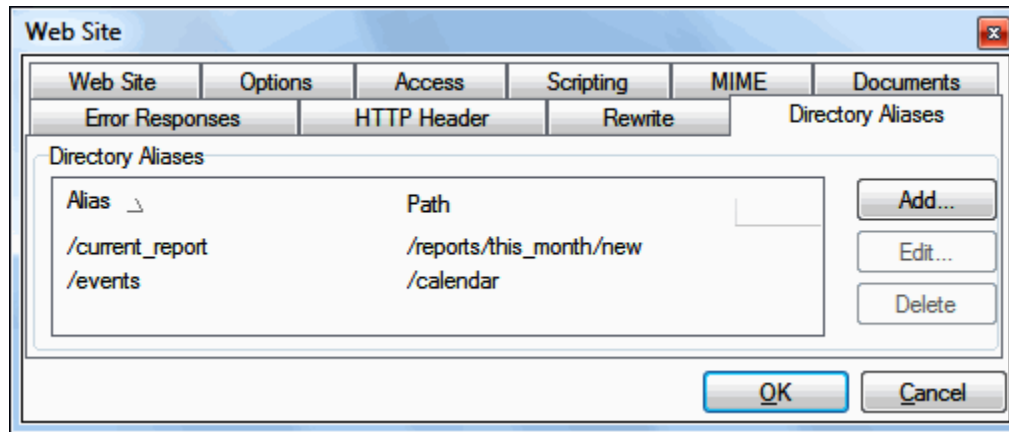 Web Site
Web Site Options Access Scripting MIME Documents
Error Responses HTTP Header Rewrite Directory Aliases
Directory Aliases
Alias Path Add...
/current_report /reports/this_month/new Edit...
/events /calendar
Delete
OK Cancel